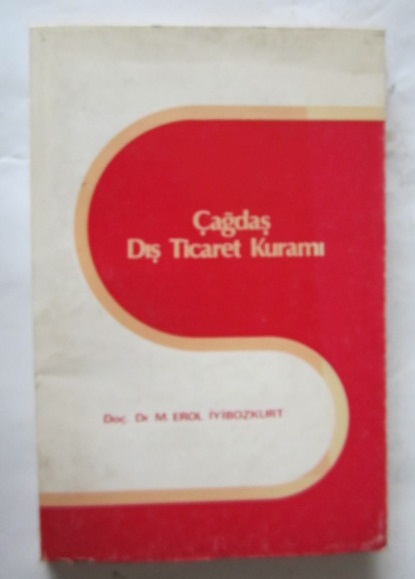 Çağdaş
Dış Ticaret Kuramı
Doç. Dr. M. EROL İYİBOZKURT